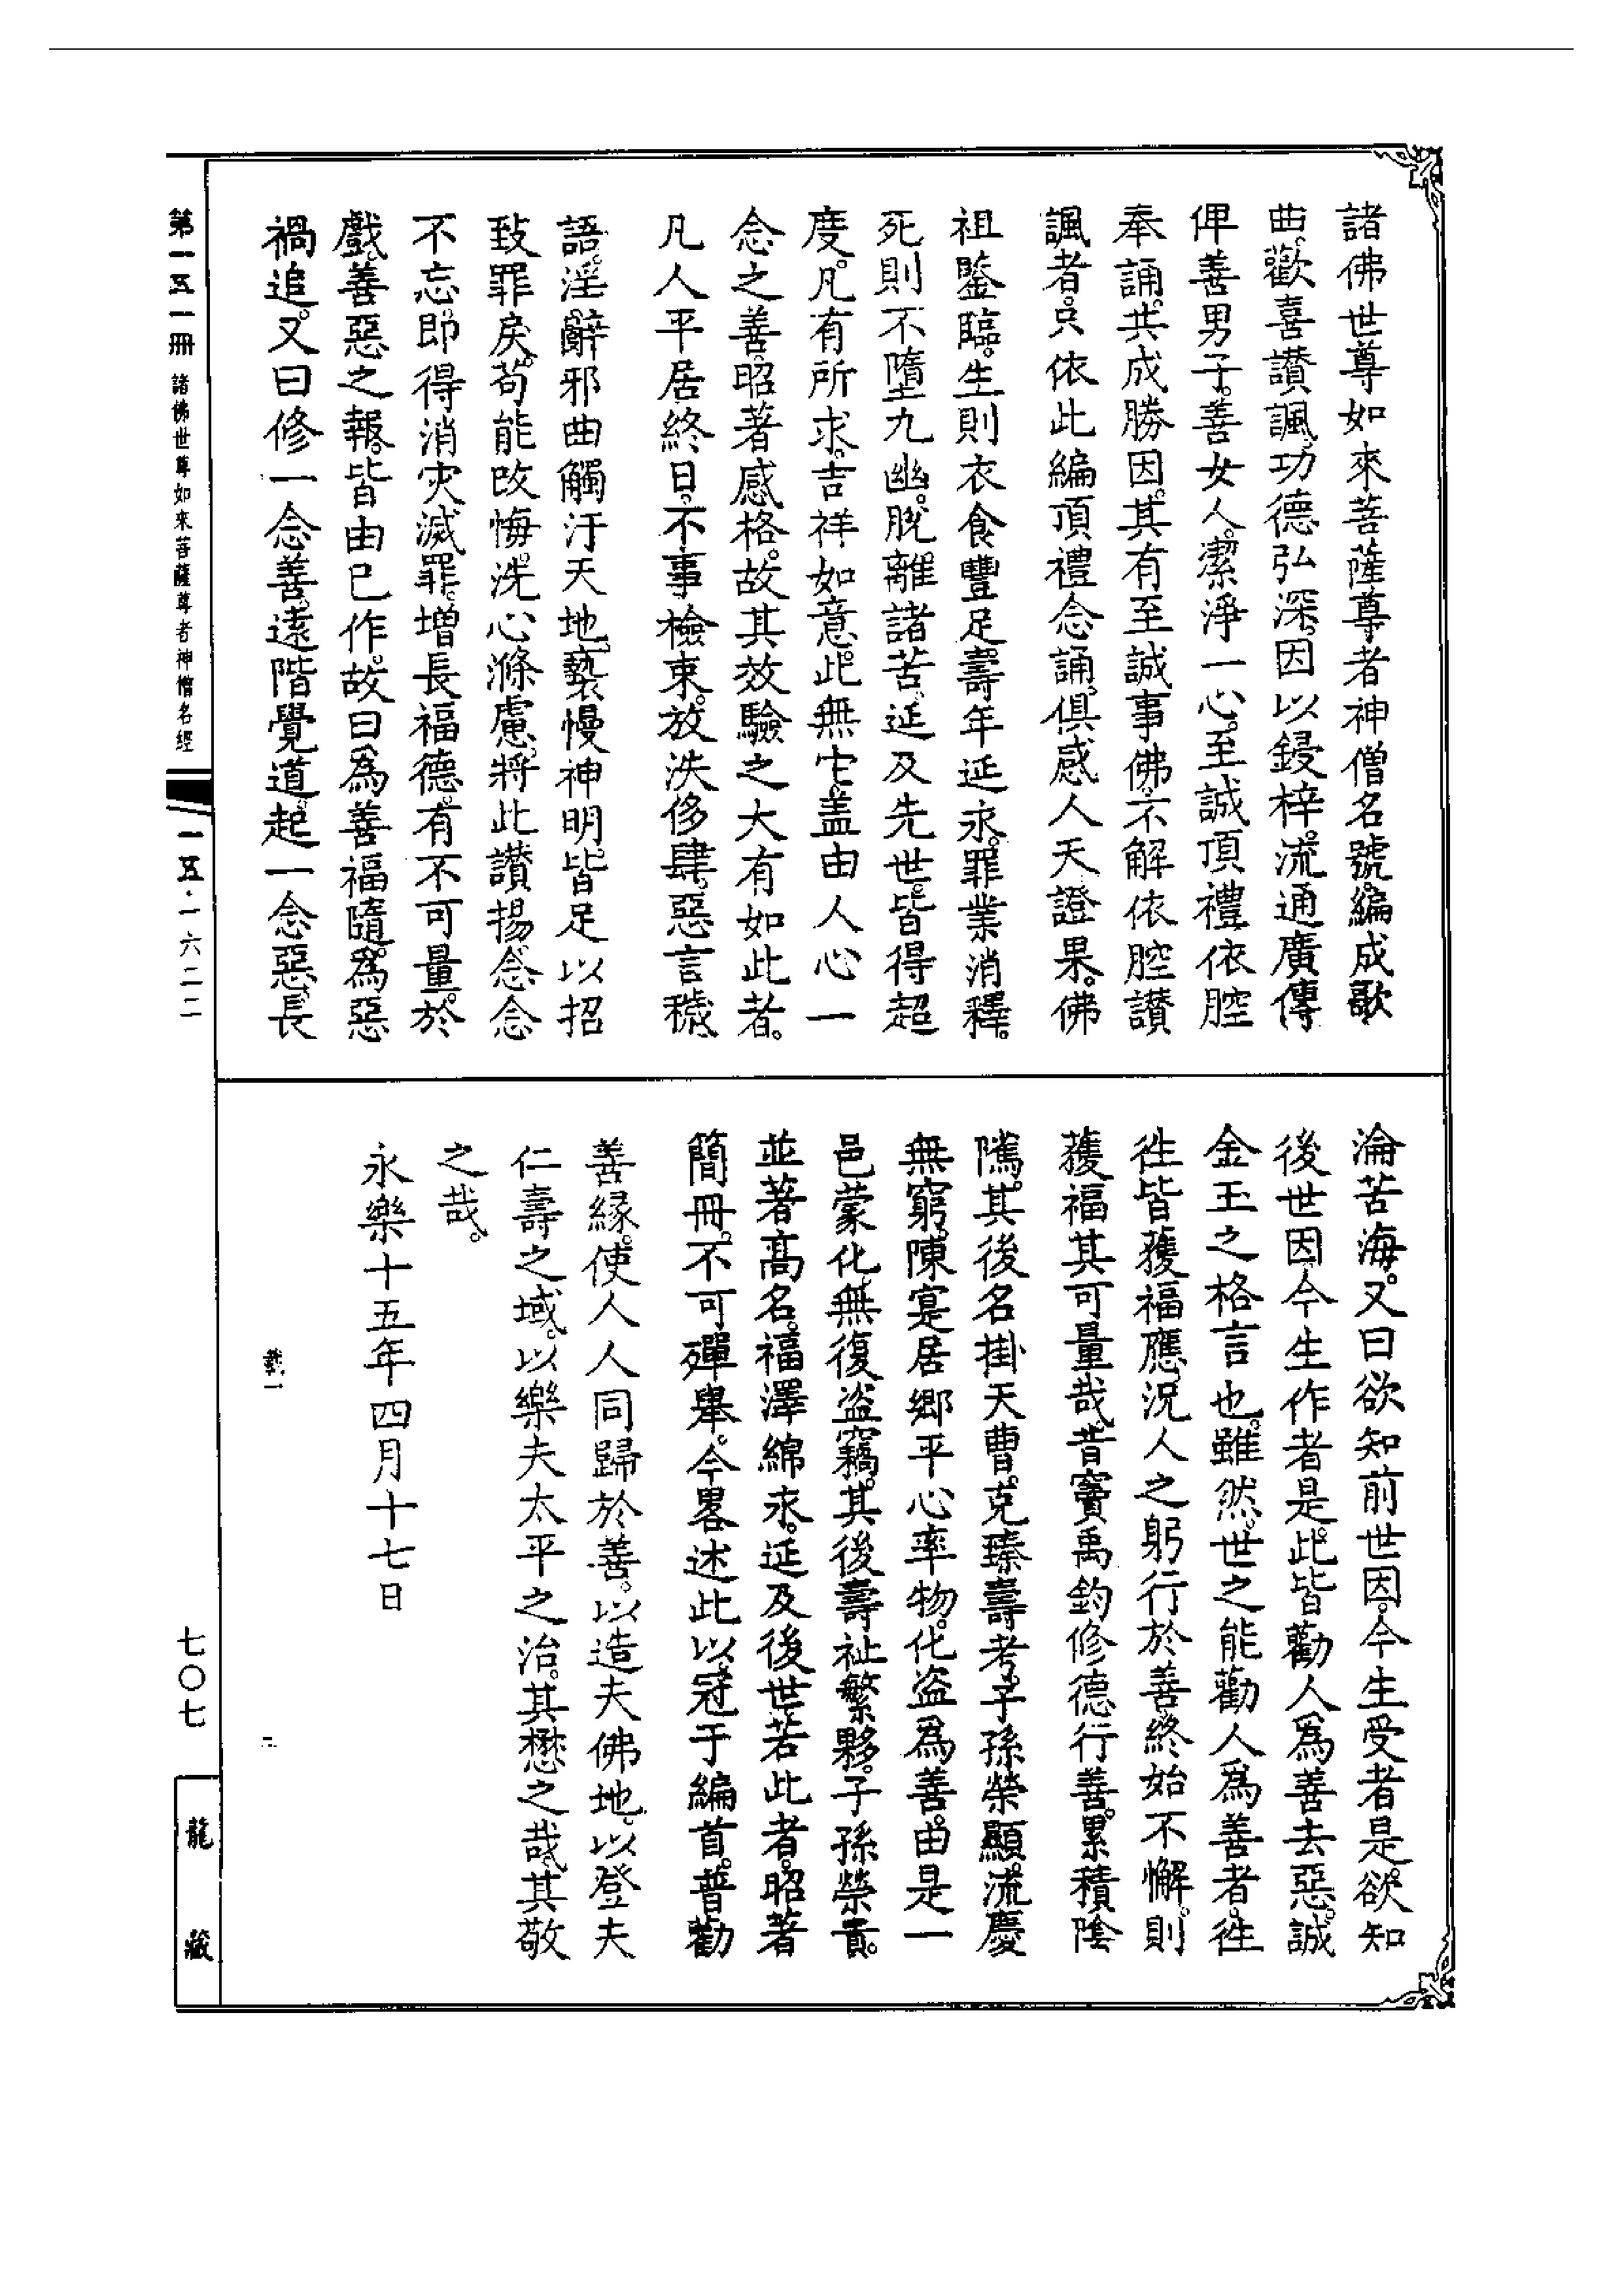 諸佛世尊如來菩薩尊者神僧名號。編成歌
曲。歡喜讚諷。功德弘深。因以鋟梓。流通廣傳
俾善男子。善女人。潔淨一心。至誠頂禮依腔
奉誦。共成勝因。其有至誠事佛。不解依腔讚
諷者。只依此編頂禮念誦。俱感人天證果。佛
祖鑒臨。生則衣食豐足。壽年延永。罪業消釋。
死則不墮九幽。脫離諸苦。延及先世。皆得超
度。凡有所求。吉祥如意。此無它。盖由人心一
念之善。昭著感格。故其效驗之大有如此者。
凡人平居終日。不事檢束。放泆侈肆。惡言穢
語。淫辭邪曲。觸汙天地。褻慢神明。皆足以招
致罪戾。苟能改悔。洗心滌慮。將此讚揚。念念
不忘。即得消灾滅罪。增長福德。有不可量。於
戲。善惡之報。皆由已作。故曰為善福隨。為惡
禍追。又曰修一念善。遠階覺道。起一念惡。長
淪苦海。又曰欲知前世因。今生受者是。欲知
後世因。今生作者是。此皆勸人為善去惡。誠
金玉之格言也。雖然。世之能勸人為善者。徃
徃皆獲福應。況人之躬行於善。終始不懈。則
獲福其可量哉。昔竇禹鈞修德行善。累積陰
隲。其後名掛天曹。克臻壽考。子孫榮顯。流慶
無窮。陳寔居鄉平心率物。化盜為善。由是一
邑蒙化。無復盜竊。其後壽祉繁夥。子孫榮貴。
並著高名。福澤綿永。延及後世。若此者。昭著
簡冊。不可殫舉。今畧述此以冠于編首。普勸
善緣。使人人同歸於善。以造夫佛地。以登夫
仁壽之域。以樂夫太平之治。其懋之哉。其敬
之哉。
永樂十五年四月十七日
第一五一冊 諸佛世尊如來菩薩尊者神僧名經
一五·一六二二
七〇七
龍藏